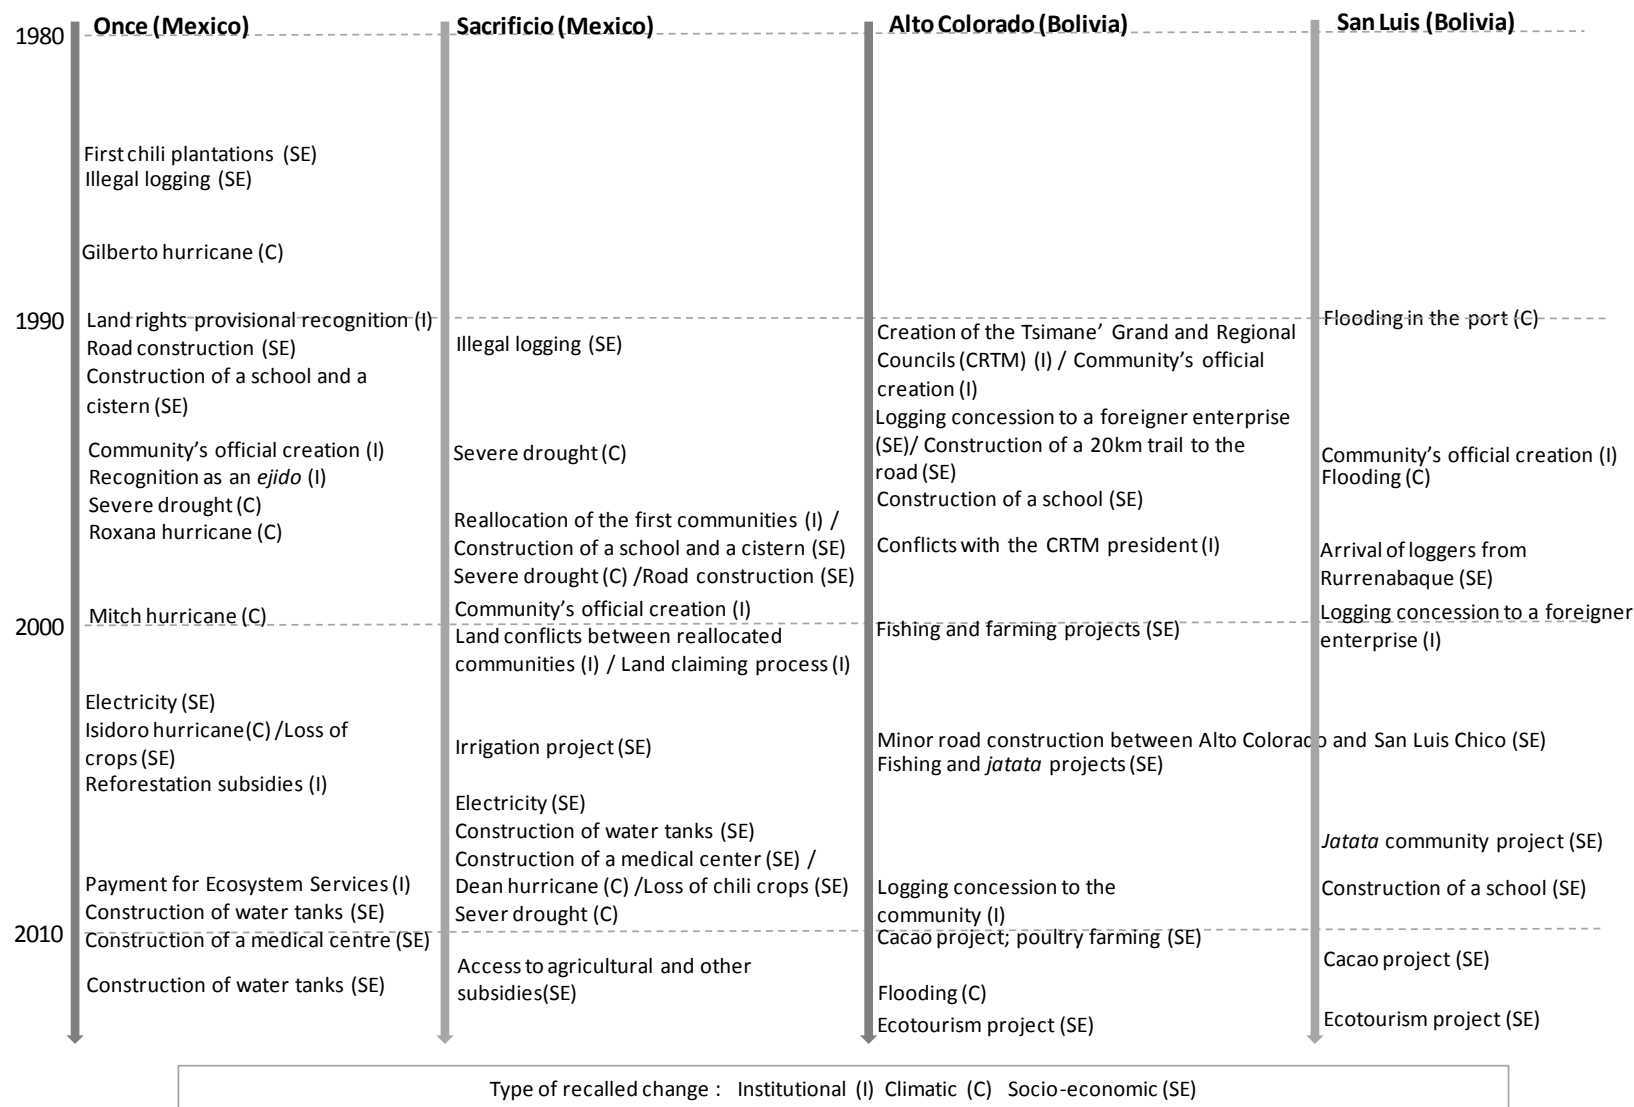 Once (Mexico)
Sacrificio (Mexico)
Alto Colorado (Bolivia)
San Luis (Bolivia)
1980
First chili plantations (SE)
Illegal logging (SE)
Gilberto hurricane (C)
1990
Land rights provisional recognition (I)
Road construction (SE)
Construction of a school and a
cistern (SE)
Community's official creation (I)
Recognition as an ejido (I)
Severe drought (C)
Roxana hurricane (C)
Mitch hurricane (C)
2000
Electricity (SE)
Isidoro hurricane(C) /Loss of
crops (SE)
Reforestation subsidies (I)
Payment for Ecosystem Services (I)
Construction of water tanks (SE)
2010
Construction of a medical centre (SE)
Construction of water tanks (SE)
Illegal logging (SE)
Severe drought (C)
Reallocation of the first communities (I) /
Construction of a school and a cistern (SE)
Severe drought (C) /Road construction (SE)
Community's official creation (I)
Land conflicts between reallocated
communities (I) / Land claiming process (I)
Irrigation project (SE)
Electricity (SE)
Construction of water tanks (SE)
Construction of a medical center (SE) /
Dean hurricane (C) /Loss of chili crops (SE)
Sever drought (C)
Access to agricultural and other
subsidies(SE)
Creation of the Tsimane' Grand and Regional
Councils (CRTM) (I) / Community's official
creation (I)
Logging concession to a foreigner enterprise
(SE)/ Construction of a 20km trail to the
road (SE)
Construction of a school (SE)
Conflicts with the CRTM president (I)
Fishing and farming projects (SE)
Minor road construction between Alto Colorado and San Luis Chico (SE)
Fishing and jatata projects (SE)
Logging concession to the
community (I)
Cacao project; poultry farming (SE)
Flooding (C)
Ecotourism project (SE)
Flooding in the port (C)
Community's official creation (I)
Flooding (C)
Arrival of loggers from
Rurrenabaque (SE)
Logging concession to a foreigner
enterprise (I)
Jatata community project (SE)
Construction of a school (SE)
Cacao project (SE)
Ecotourism project (SE)
Type of recalled change : Institutional (I) Climatic (C) Socio-economic (SE)